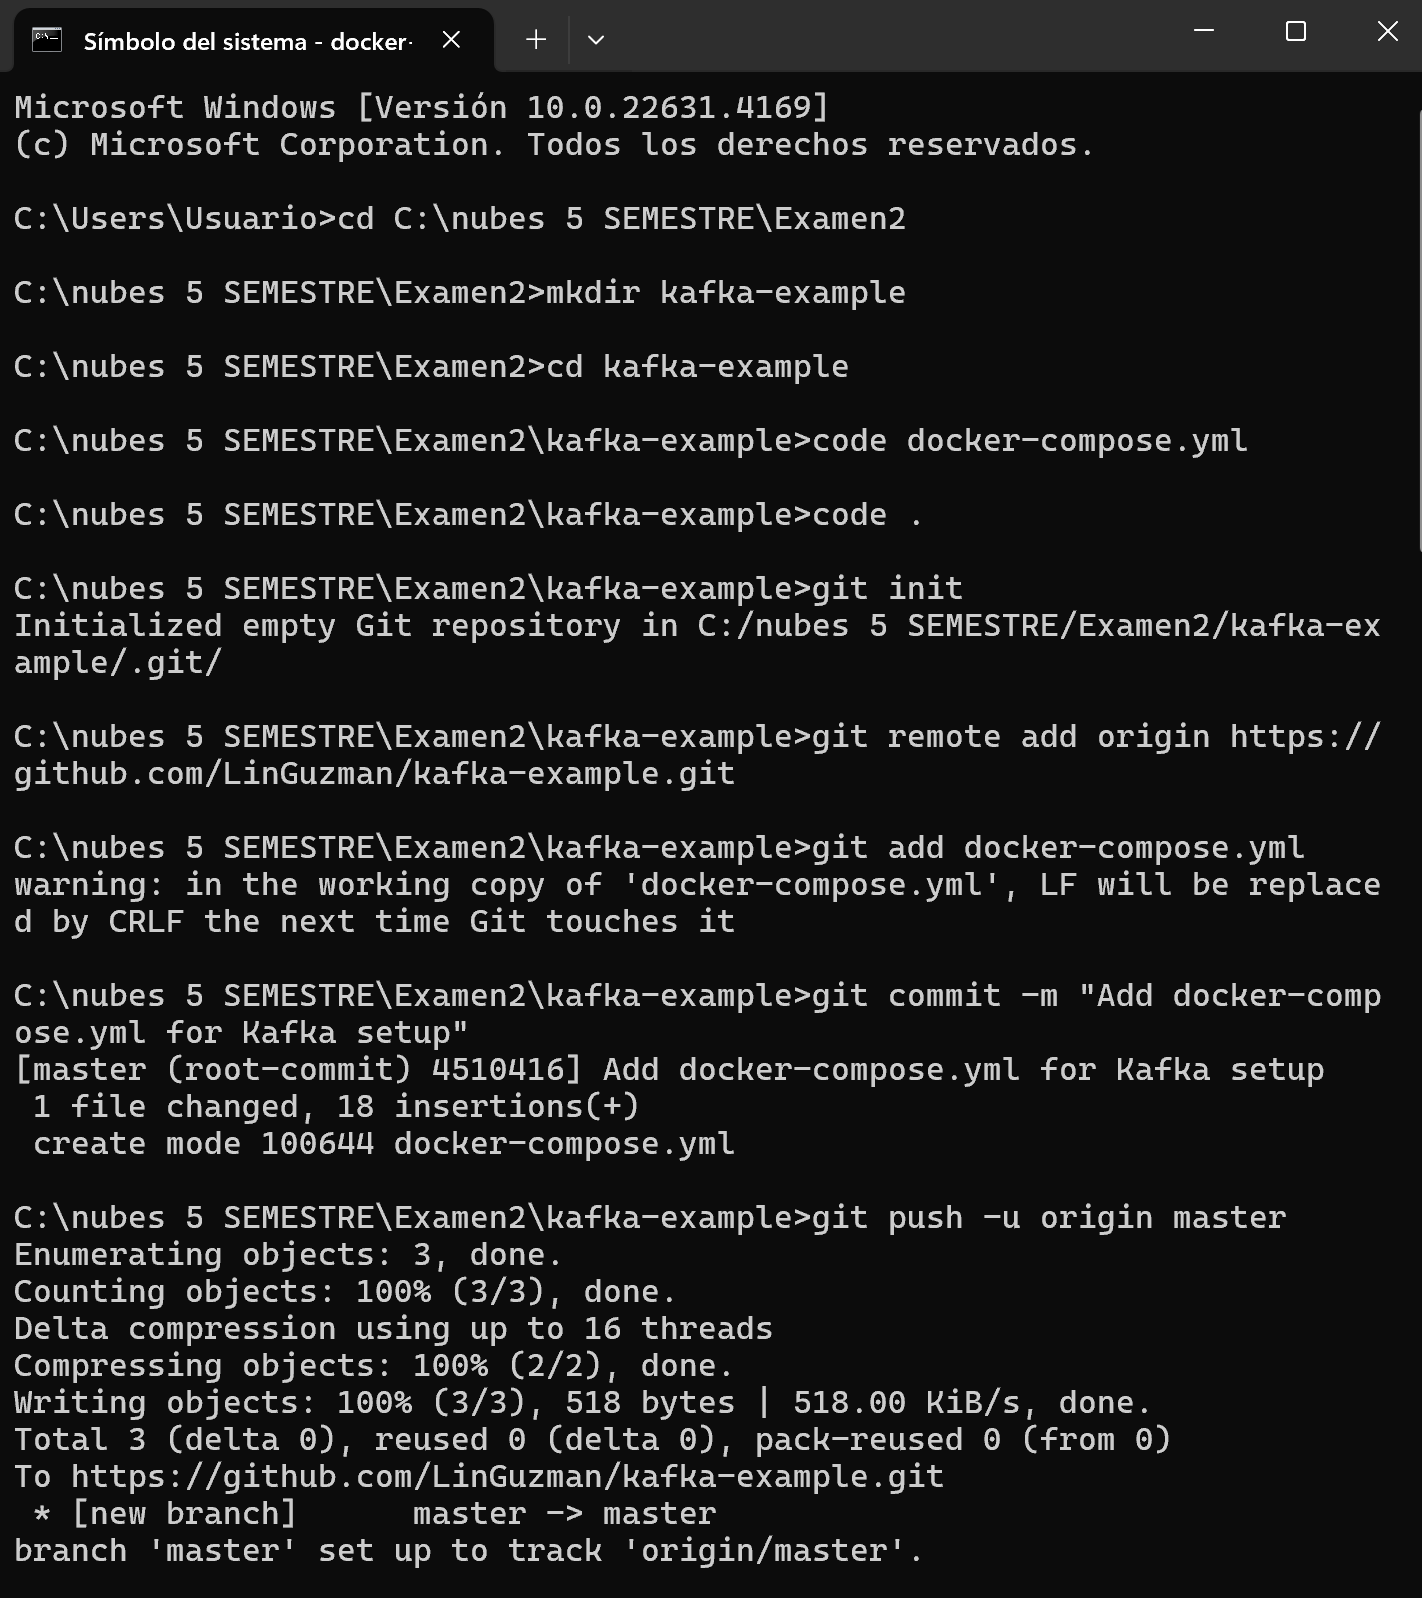 Símbolo del sistema - docker-
Microsoft Windows [Versión 10.0.22631.4169]
(c) Microsoft Corporation. Todos los derechos reservados.
C:\Users\Usuario>cd C:\nubes 5 SEMESTRE\Examen2
C:\nubes 5 SEMESTRE\Examen2>mkdir kafka-example
C:\nubes 5 SEMESTRE\Examen2>cd kafka-example
C:\nubes 5 SEMESTRE\Examen2\kafka-example>code docker-compose.yml
C:\nubes 5 SEMESTRE\Examen2\kafka-example>code .
C:\nubes 5 SEMESTRE\Examen2\kafka-example>git init
Initialized empty Git repository in C:/nubes 5 SEMESTRE/Examen2/kafka-ex
ample/.git/
C:\nubes 5 SEMESTRE\Examen2\kafka-example>git remote add origin https://
github.com/LinGuzman/kafka-example.git
C:\nubes 5 SEMESTRE\Examen2\kafka-example>git add docker-compose.yml
warning: in the working copy of 'docker-compose.yml', LF will be replace
d by CRLF the next time Git touches it
C:\nubes 5 SEMESTRE\Examen2\kafka-example>git commit -m "Add docker-comp
ose.yml for Kafka setup"
[master (root-commit) 4510416] Add docker-compose.yml for Kafka setup
 1 file changed, 18 insertions(+)
 create mode 100644 docker-compose.yml
C:\nubes 5 SEMESTRE\Examen2\kafka-example>git push -u origin master
Enumerating objects: 3, done.
Counting objects: 100% (3/3), done.
Delta compression using up to 16 threads
Compressing objects: 100% (2/2), done.
Writing objects: 100% (3/3), 518 bytes | 518.00 KiB/s, done.
Total 3 (delta 0), reused 0 (delta 0), pack-reused 0 (from 0)
To https://github.com/LinGuzman/kafka-example.git
 * [new branch]      master -> master
branch 'master' set up to track 'origin/master'.